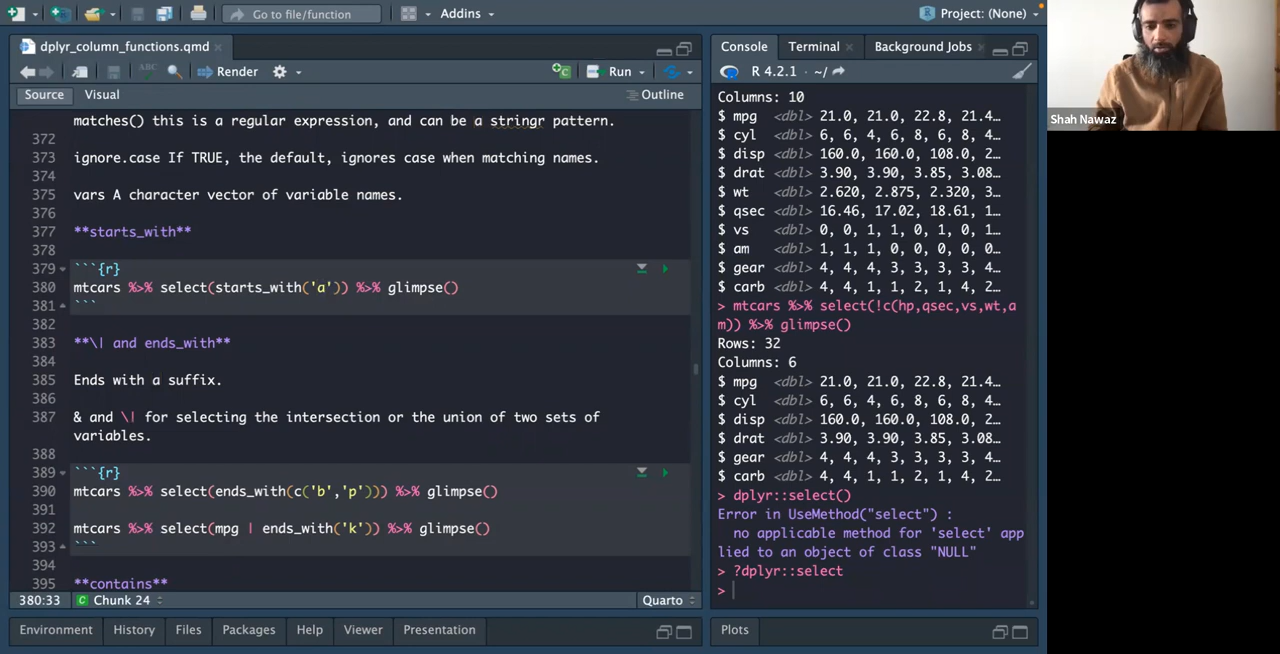 Go to file/function
Addins
Project: (None)
dplyr_column_functions.qmd
Render
Run
Source
Visual
Outline
matches() this is a regular expression, and can be a stringr pattern.
372
373 ignore.case If TRUE, the default, ignores case when matching names.
374
375 vars A character vector of variable names.
376
377 **starts_with**
378
379 ```{r}
380 mtcars %>% select(starts_with('a')) %>% glimpse()
381 ```
382
383 **\| and ends_with**
384
385 Ends with a suffix.
386
387 & and \| for selecting the intersection or the union of two sets of
variables.
388
389 ```{r}
390 mtcars %>% select(ends_with(c('b','p'))) %>% glimpse()
391
392 mtcars %>% select(mpg | ends_with('k')) %>% glimpse()
393 ```
394
395 **contains**
380:33 Chunk 24
Quarto
Environment History Files Packages Help Viewer Presentation
Console Terminal Background Jobs
R 4.2.1 · ~/
Columns: 10
$ mpg <dbl> 21.0, 21.0, 22.8, 21.4…
$ cyl <dbl> 6, 6, 4, 6, 8, 6, 8, 4…
$ disp <dbl> 160.0, 160.0, 108.0, 2…
$ drat <dbl> 3.90, 3.90, 3.85, 3.08…
$ wt <dbl> 2.620, 2.875, 2.320, 3…
$ qsec <dbl> 16.46, 17.02, 18.61, 1…
$ vs <dbl> 0, 0, 1, 1, 0, 1, 0, 1…
$ am <dbl> 1, 1, 1, 0, 0, 0, 0, 0…
$ gear <dbl> 4, 4, 4, 3, 3, 3, 3, 4…
$ carb <dbl> 4, 4, 1, 1, 2, 1, 4, 2…
> mtcars %>% select(!c(hp,qsec,vs,wt,a
m)) %>% glimpse()
Rows: 32
Columns: 6
$ mpg <dbl> 21.0, 21.0, 22.8, 21.4…
$ cyl <dbl> 6, 6, 4, 6, 8, 6, 8, 4…
$ disp <dbl> 160.0, 160.0, 108.0, 2…
$ drat <dbl> 3.90, 3.90, 3.85, 3.08…
$ gear <dbl> 4, 4, 4, 3, 3, 3, 3, 4…
$ carb <dbl> 4, 4, 1, 1, 2, 1, 4, 2…
> dplyr::select()
Error in UseMethod("select") :
no applicable method for 'select' app
lied to an object of class "NULL"
> ?dplyr::select
>
Plots
Shah Nawaz